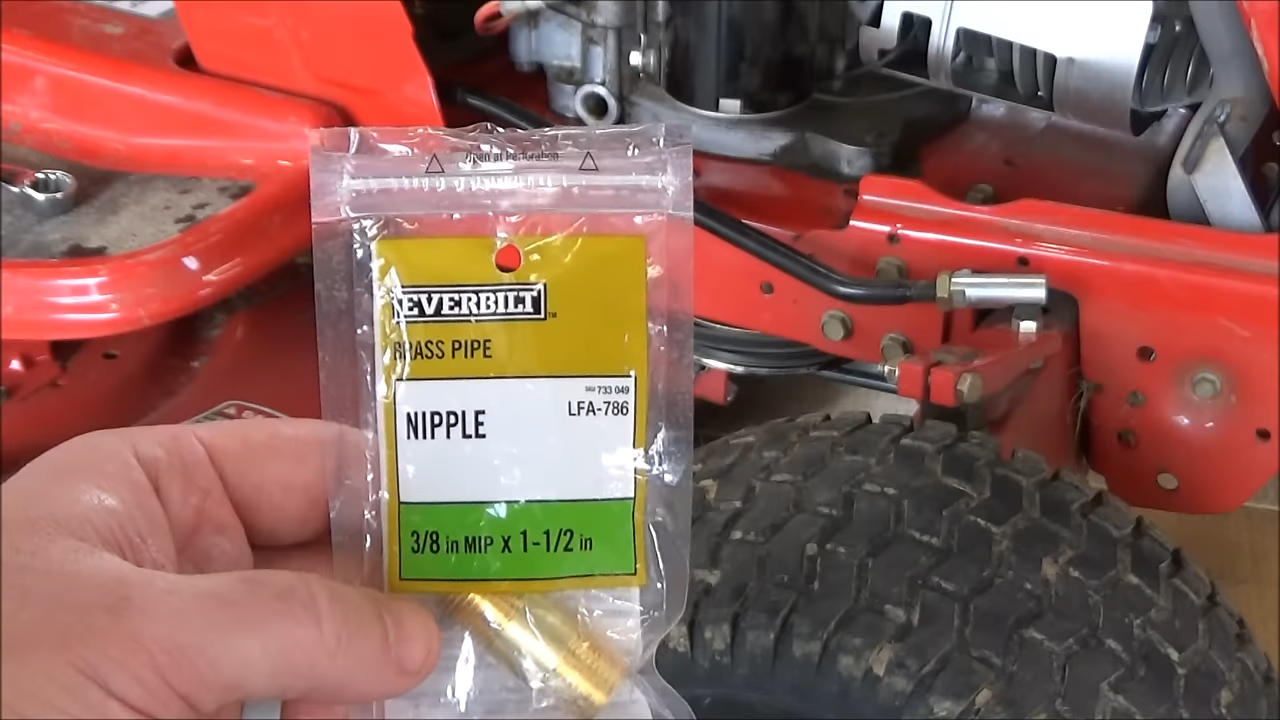 Open at Perforation
EVERBILT™
BRASS PIPE
SKU 733 049
LFA-786
NIPPLE
3/8 in MIP X 1-1/2 in